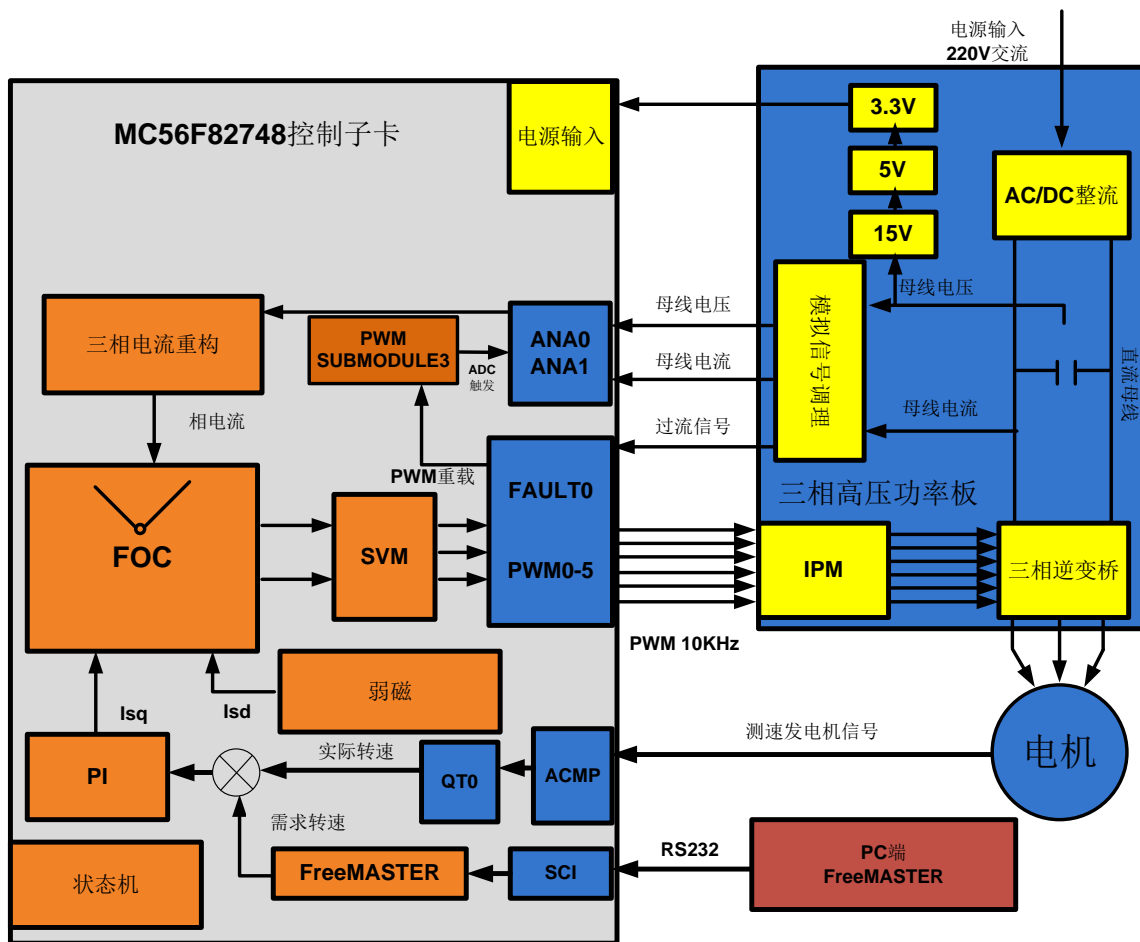 电源输入
220V交流
MC56F82748控制子卡
电源输入
3.3V
5V
15V
AC/DC整流
母线电压
模拟信号调理
母线电流
直流母线
三相高压功率板
三相电流重构
PWM
SUBMODULE3
ADC
触发
ANA0
ANA1
母线电压
母线电流
过流信号
相电流
PWM重载
FAULT0
PWM0-5
FOC
SVM
IPM
三相逆变桥
PWM 10KHz
弱磁
Isq
Isd
PI
实际转速
QT0
ACMP
测速发电机信号
电机
需求转速
FreeMASTER
SCI
RS232
PC端
FreeMASTER
状态机